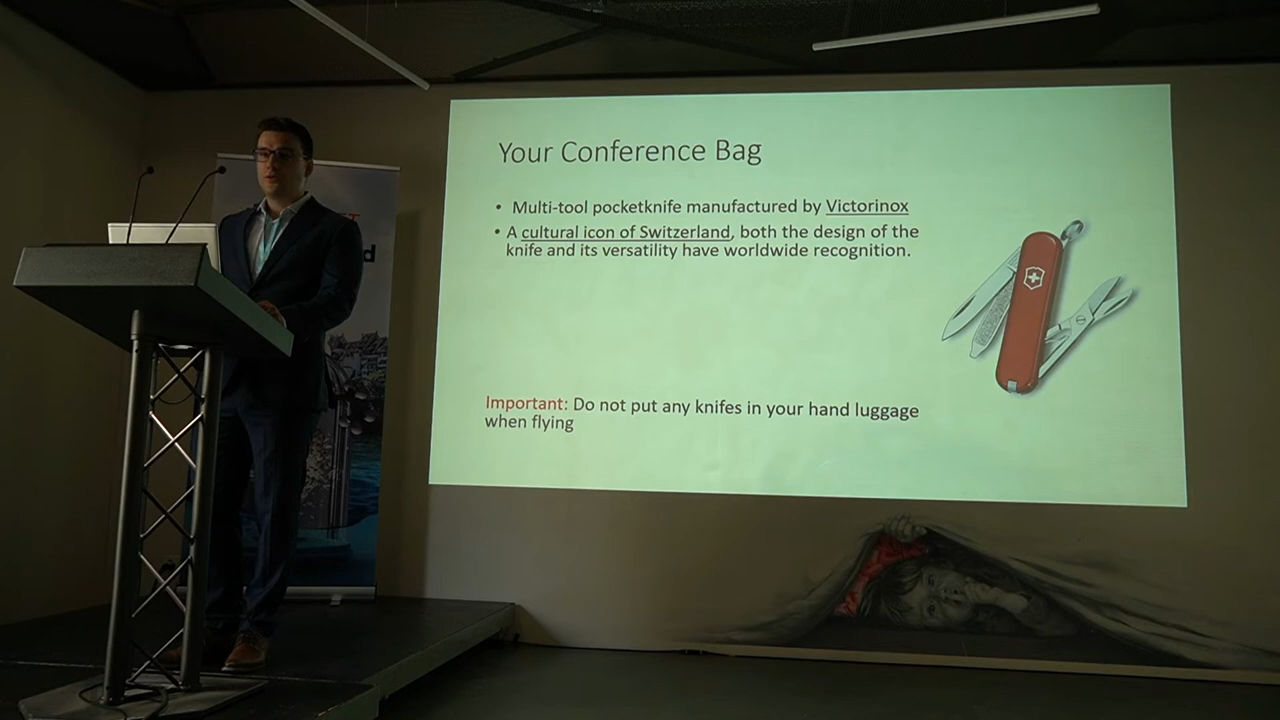 Your Conference Bag
• Multi-tool pocketknife manufactured by Victorinox
• A cultural icon of Switzerland, both the design of the
knife and its versatility have worldwide recognition.
Important: Do not put any knifes in your hand luggage
when flying